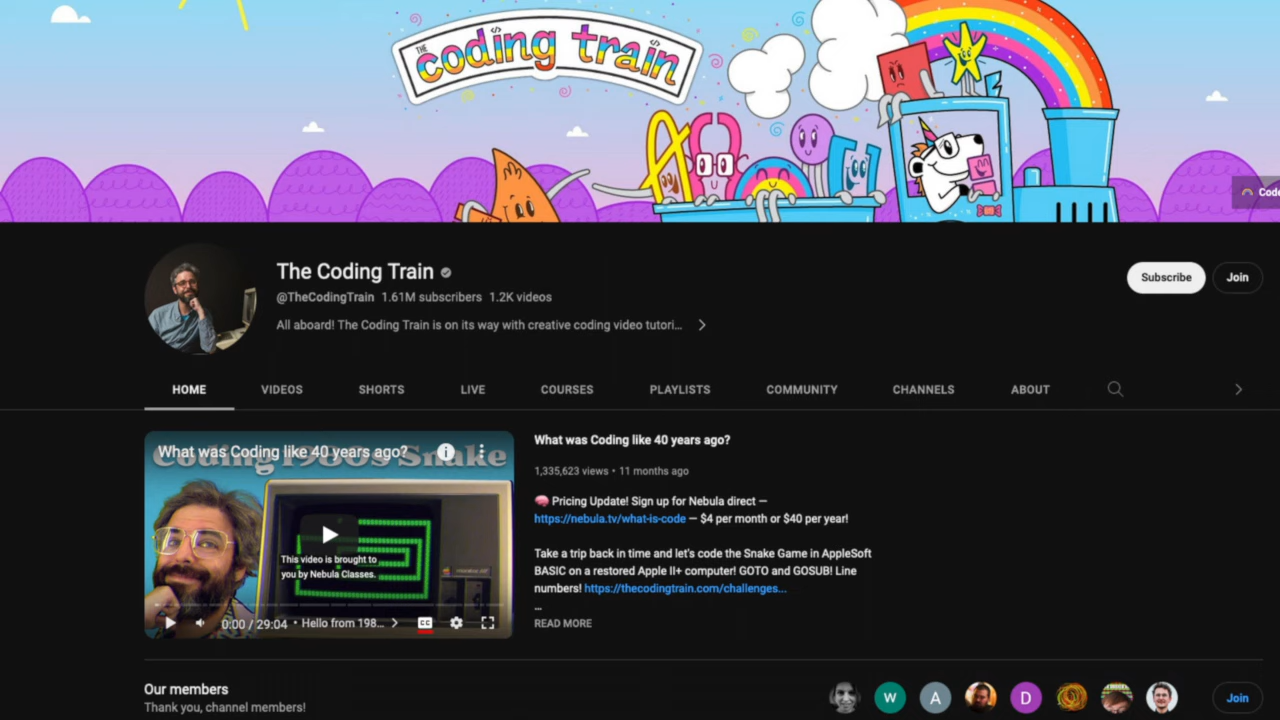 THE
coding train
Code
The Coding Train
@TheCodingTrain 1.61M subscribers 1.2K videos
All aboard! The Coding Train is on its way with creative coding video tutori...
Subscribe
Join
HOME
VIDEOS
SHORTS
LIVE
COURSES
PLAYLISTS
COMMUNITY
CHANNELS
ABOUT
Coding 1980s Snake
What was Coding like 40 years ago?
This video is brought to
you by Nebula Classes.
0:00 / 29:04 • Hello from 198...
CC
What was Coding like 40 years ago?
1,335,623 views • 11 months ago
🧠 Pricing Update! Sign up for Nebula direct —
https://nebula.tv/what-is-code — $4 per month or $40 per year!
Take a trip back in time and let's code the Snake Game in AppleSoft
BASIC on a restored Apple II+ computer! GOTO and GOSUB! Line
numbers! https://thecodingtrain.com/challenges...
...
READ MORE
Our members
Thank you, channel members!
W
A
D
Join